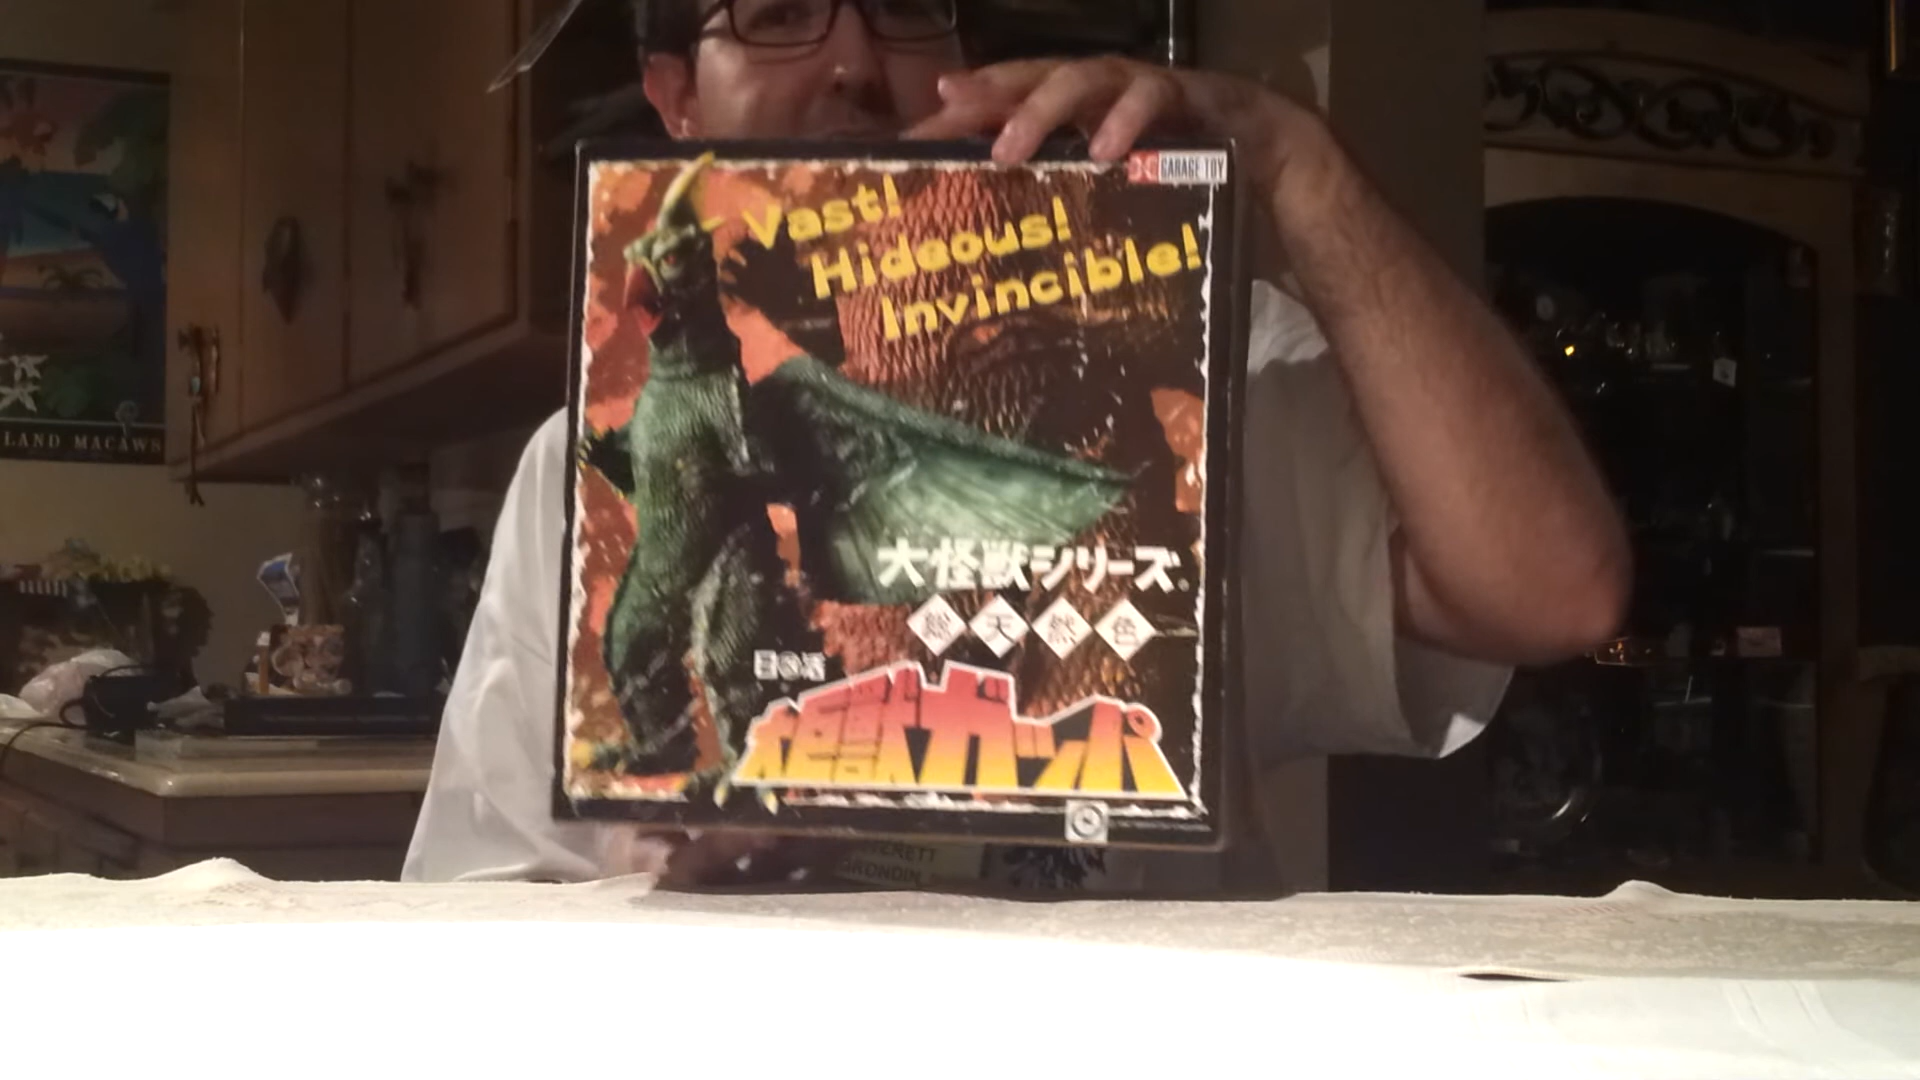 GARAGE TOY
Vast!
Hideous!
Invincible!
大怪獣シリーズ
総天然色
日活
大巨獣ガッパ
LAND MACAWS